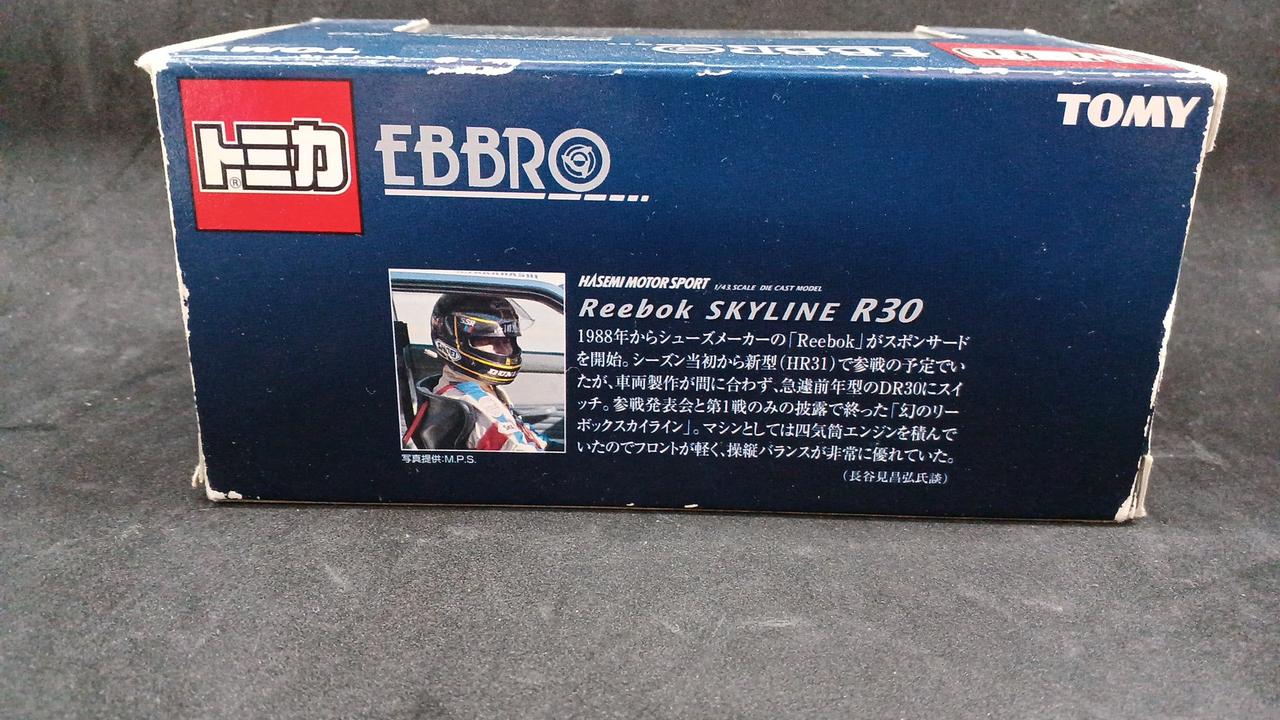 TOMY
EBBRO
トミカ
®
EBBRO
TOMY
HASEMI MOTOR SPORT 1/43 SCALE DIE CAST MODEL
Reebok SKYLINE R30
1988年からシューズメーカーの「Reebok」がスポンサード
を開始。シーズン当初から新型(HR31)で参戦の予定でい
たが、車両製作が間に合わず、急遽前年型のDR30にスイ
ッチ。参戦発表会と第1戦のみの披露で終った「幻のリー
ボックスカイライン」。マシンとしては四気筒エンジンを積んで
いたのでフロントが軽く、操縦バランスが非常に優れていた。
(長谷見昌弘氏談)
写真提供:M.P.S.